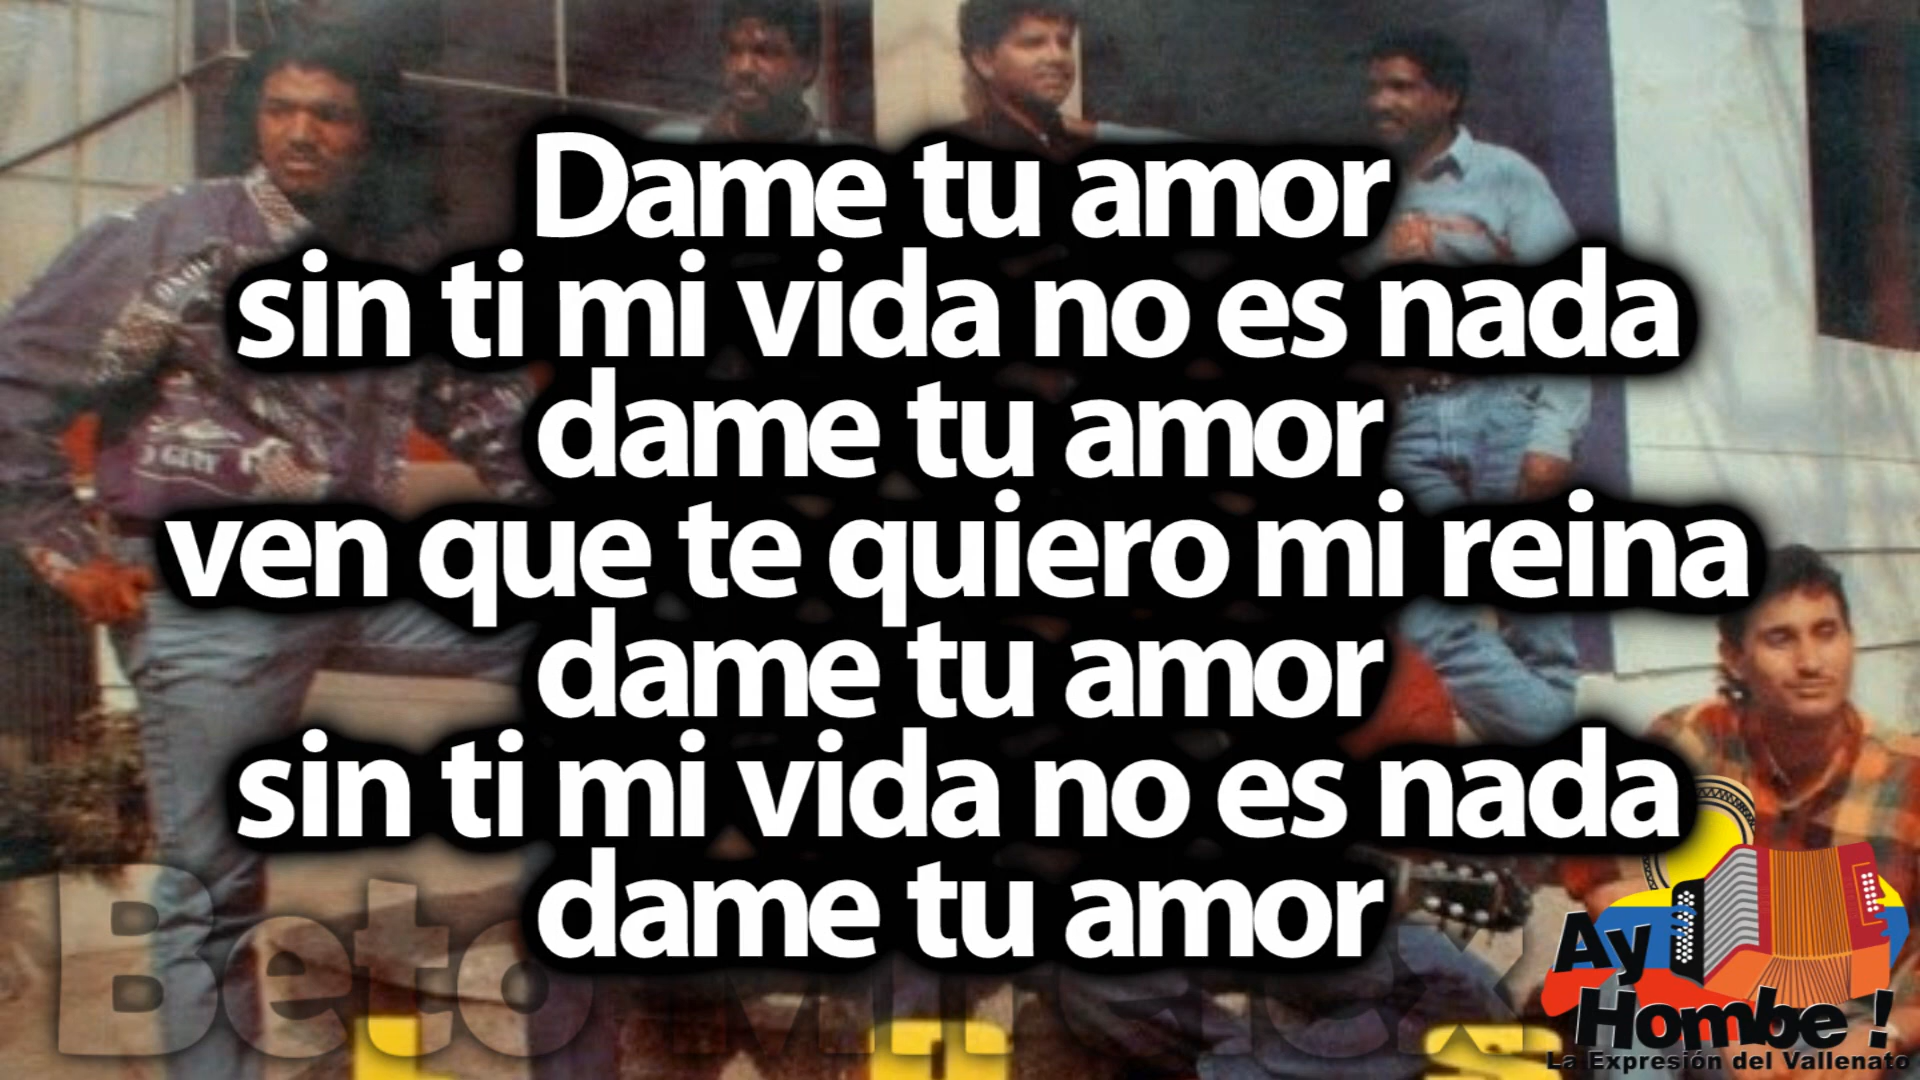 Dame tu amor
sin ti mi vida no es nada
dame tu amor
ven que te quiero mi reina
dame tu amor
sin ti mi vida no es nada
dame tu amor
Beto
Ay
Hombe !
La Expresión del Vallenato